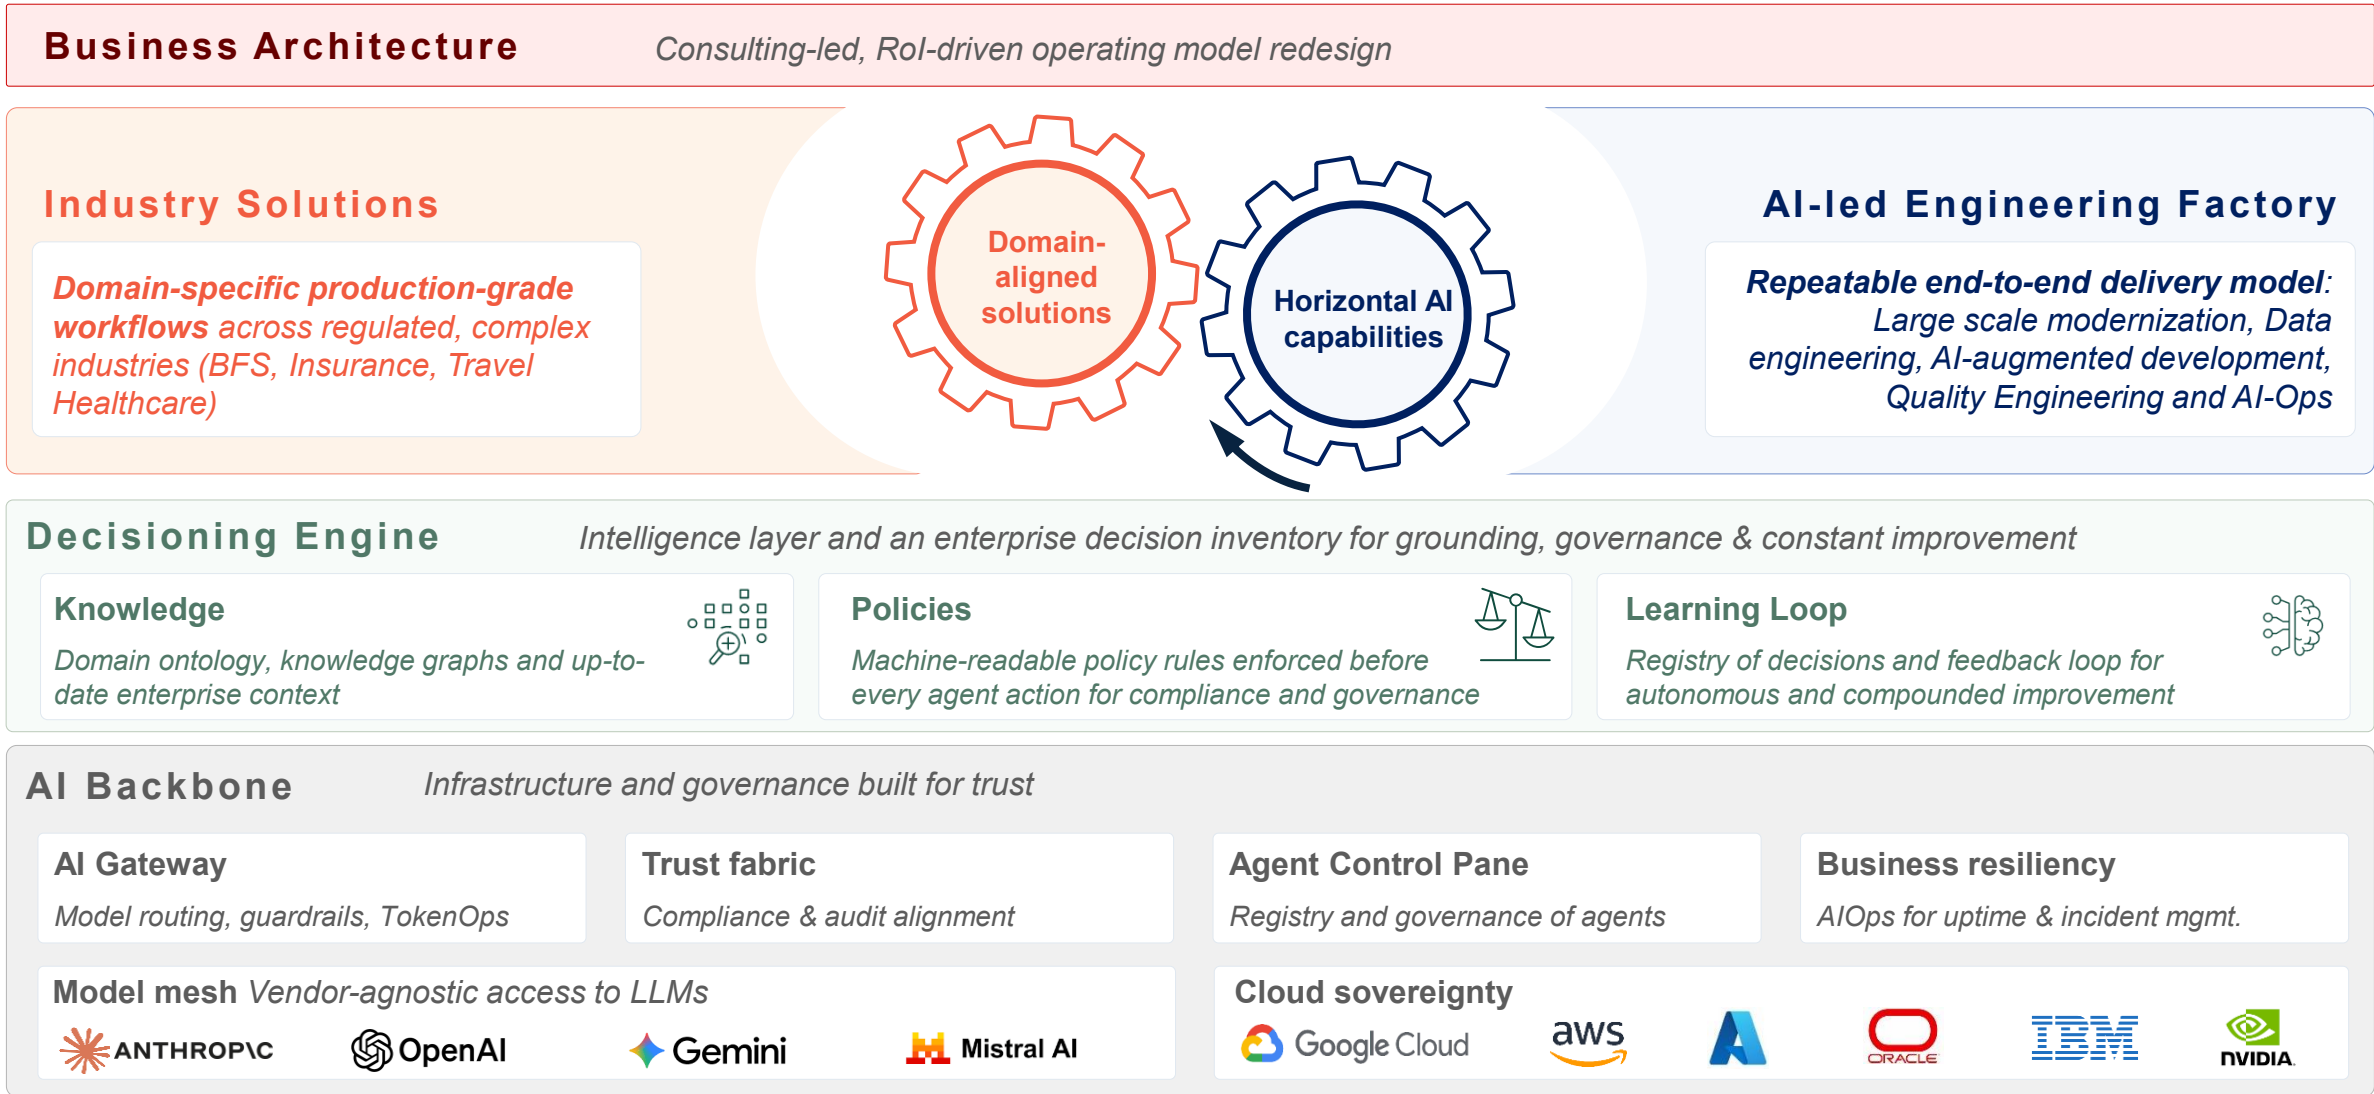 Business Architecture
Consulting-led, RoI-driven operating model redesign
Industry Solutions
Domain-specific production-grade
workflows across regulated, complex
industries (BFS, Insurance, Travel
Healthcare)
Domain-
aligned
solutions
Horizontal AI
capabilities
AI-led Engineering Factory
Repeatable end-to-end delivery model:
Large scale modernization, Data
engineering, AI-augmented development,
Quality Engineering and AI-Ops
Decisioning Engine
Intelligence layer and an enterprise decision inventory for grounding, governance & constant improvement
Knowledge
Domain ontology, knowledge graphs and up-to-
date enterprise context
Policies
Machine-readable policy rules enforced before
every agent action for compliance and governance
Learning Loop
Registry of decisions and feedback loop for
autonomous and compounded improvement
AI Backbone
Infrastructure and governance built for trust
AI Gateway
Model routing, guardrails, TokenOps
Trust fabric
Compliance & audit alignment
Agent Control Pane
Registry and governance of agents
Business resiliency
AIOps for uptime & incident mgmt.
Model mesh Vendor-agnostic access to LLMs
ANTHROP\C
OpenAI
Gemini
Mistral AI
Cloud sovereignty
Google Cloud
aws
ORACLE
IBM
NVIDIA